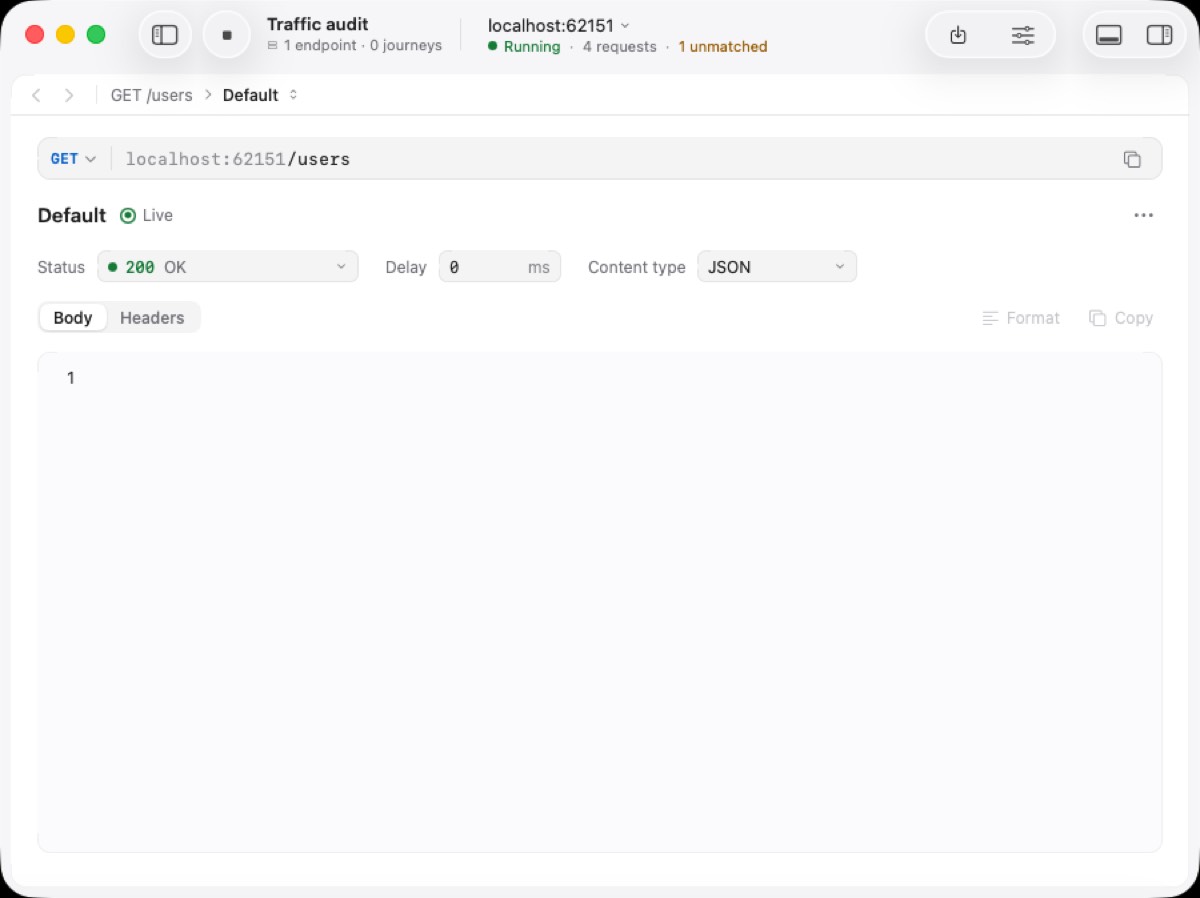 Traffic audit
1 endpoint · 0 journeys
localhost:62151
Running · 4 requests · 1 unmatched
GET /users > Default
GET localhost:62151/users
Default Live
Status 200 OK Delay 0 ms Content type JSON
Body Headers Format Copy
1